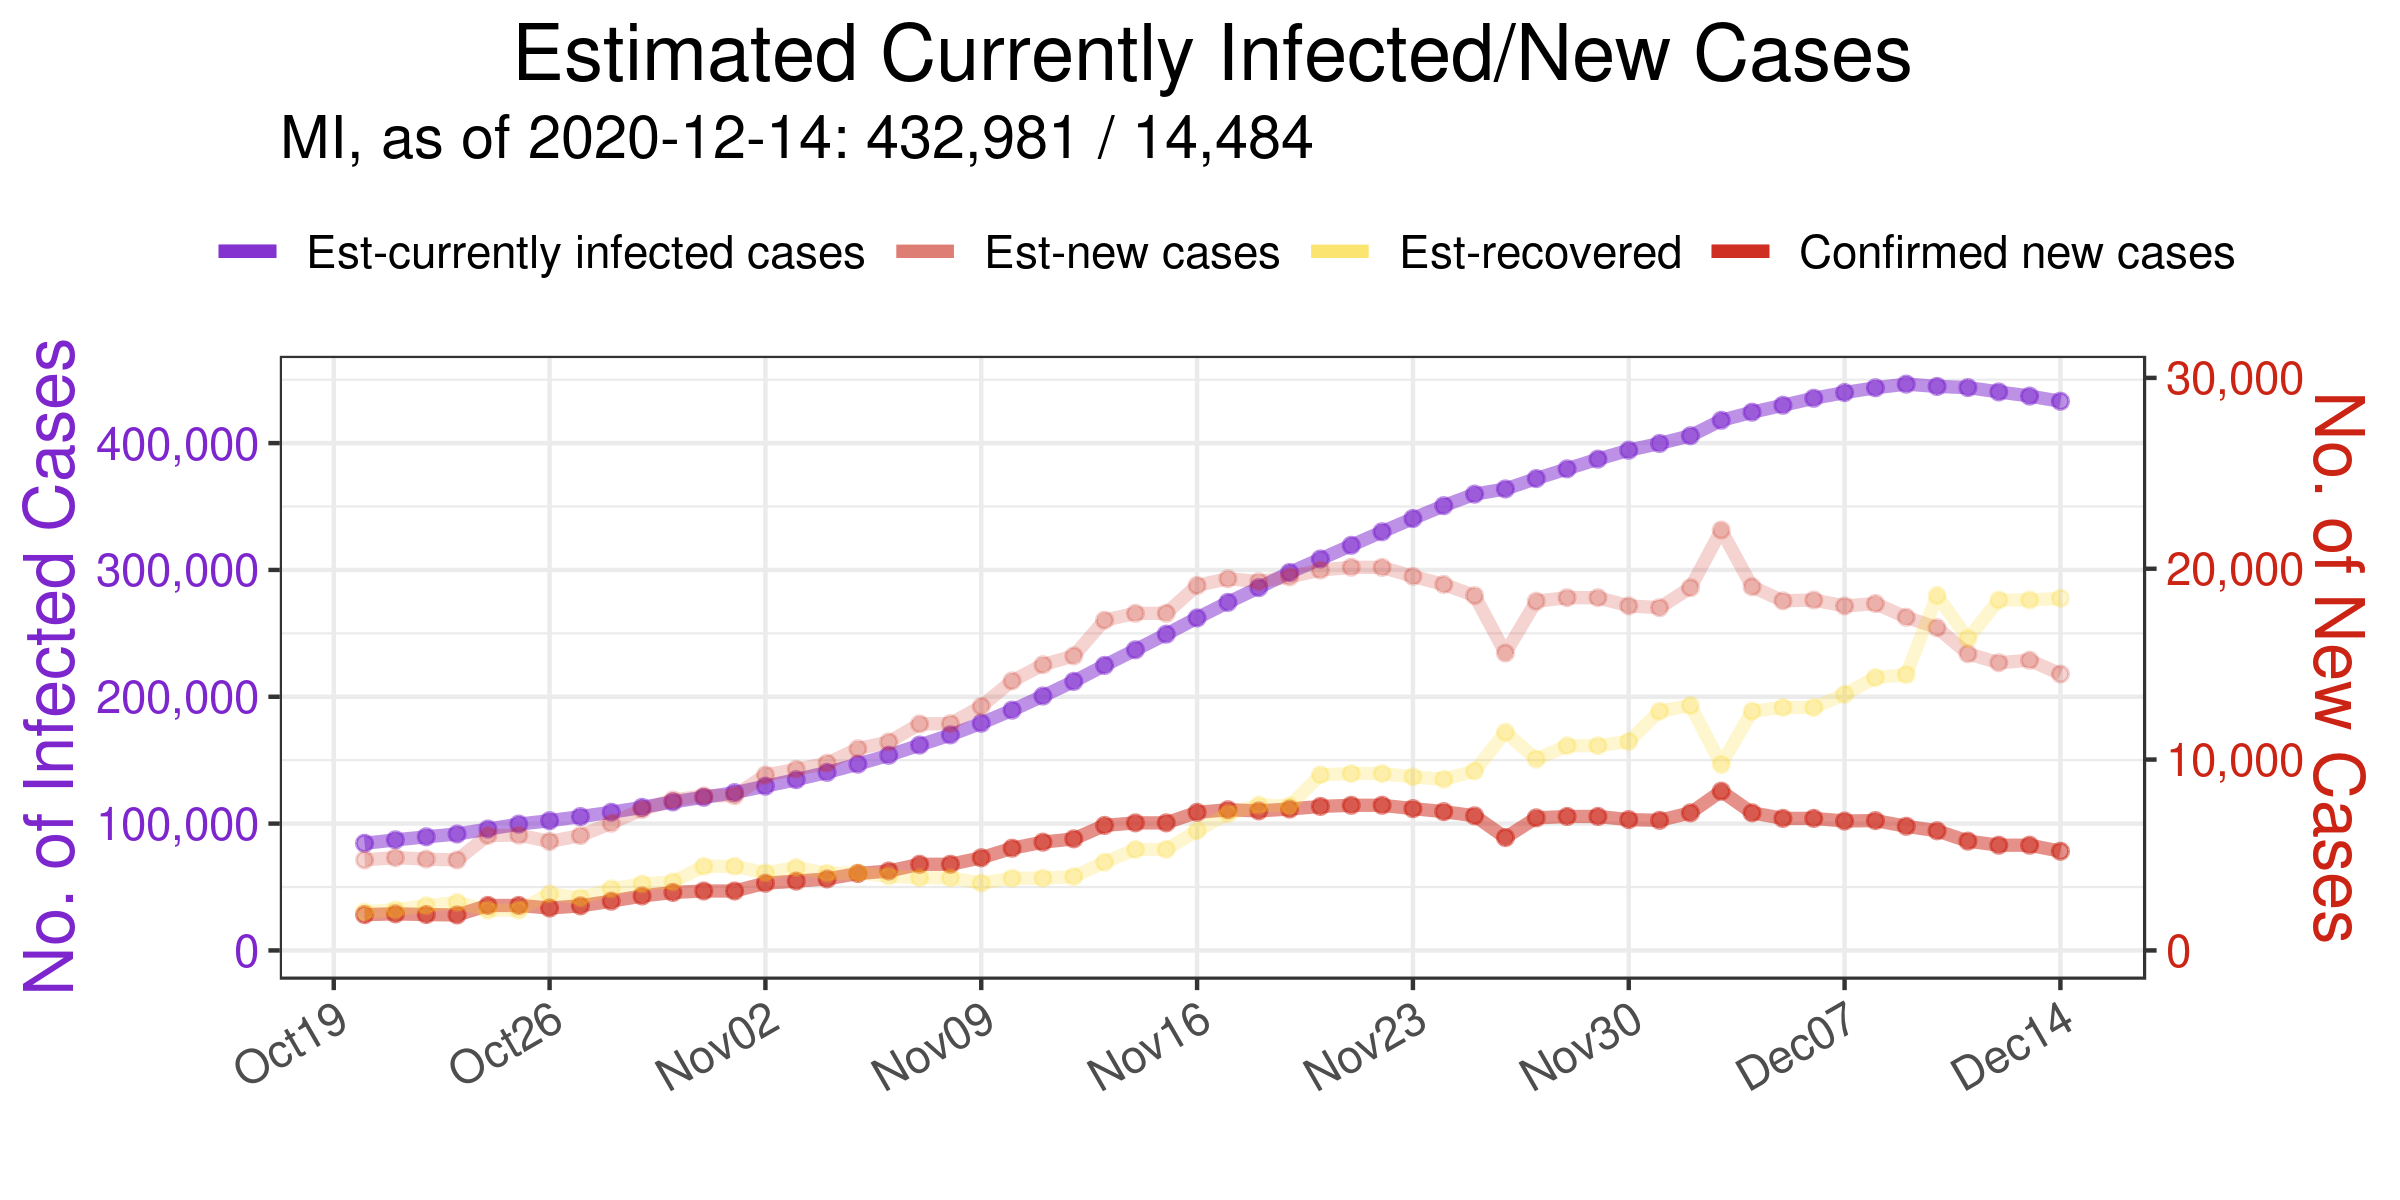 Estimated Currently Infected/New Cases
MI, as of 2020-12-14: 432,981 / 14,484
Est-currently infected cases Est-new cases Est-recovered Confirmed new cases
No. of Infected Cases
400,000
300,000
200,000
100,000
0
30,000
20,000
10,000
0
No. of New Cases
Oct19 Oct26 Nov02 Nov09 Nov16 Nov23 Nov30 Dec07 Dec14